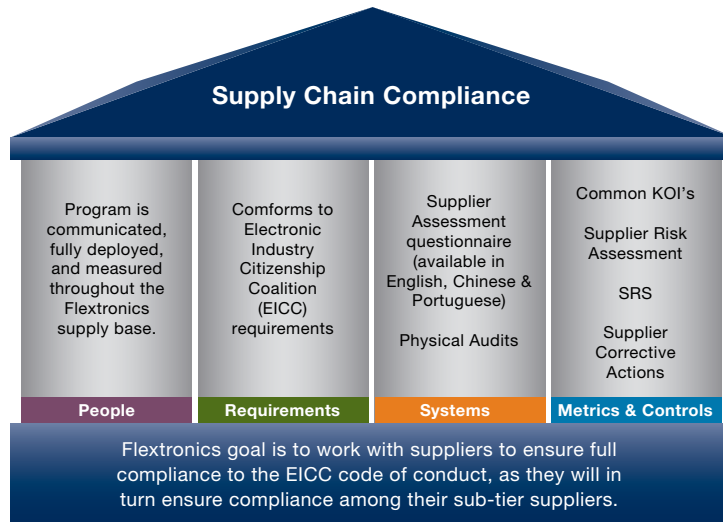 Supply Chain Compliance
Program is
communicated,
fully deployed,
and measured
throughout the
Flextronics
supply base.
People
Comforms to
Electronic
Industry
Citizenship
Coalition
(EICC)
requirements
Requirements
Supplier
Assessment
questionnaire
(available in
English, Chinese &
Portuguese)
Physical Audits
Systems
Common KOI's
Supplier Risk
Assessment
SRS
Supplier
Corrective
Actions
Metrics & Controls
Flextronics goal is to work with suppliers to ensure full
compliance to the EICC code of conduct, as they will in
turn ensure compliance among their sub-tier suppliers.